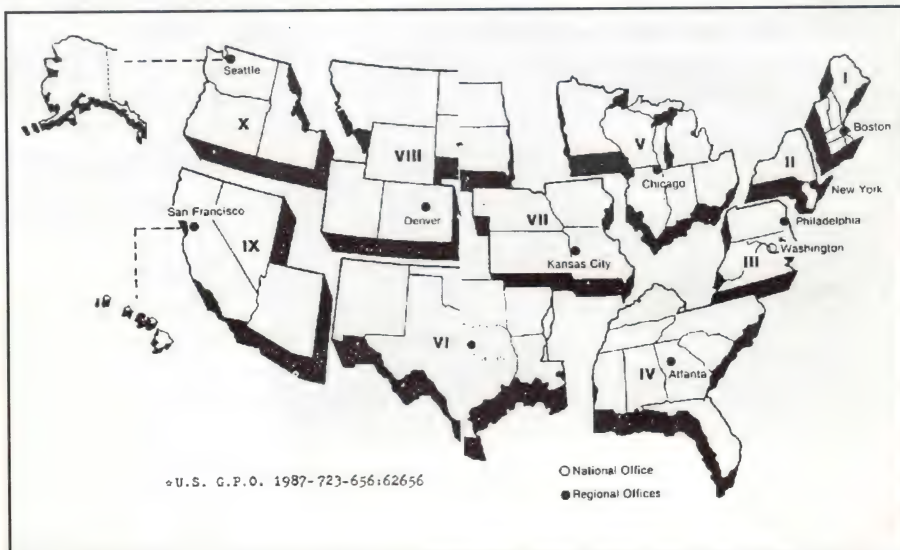 Seattle
I
X
V
Boston
VIII
II
Chicago
New York
San Francisco
Denver
VII
Philadelphia
IX
Washington
Kansas City
III
VI
IV
Atlanta
○ National Office
☆U.S. G.P.O. 1987-723-656:62656
● Regional Offices